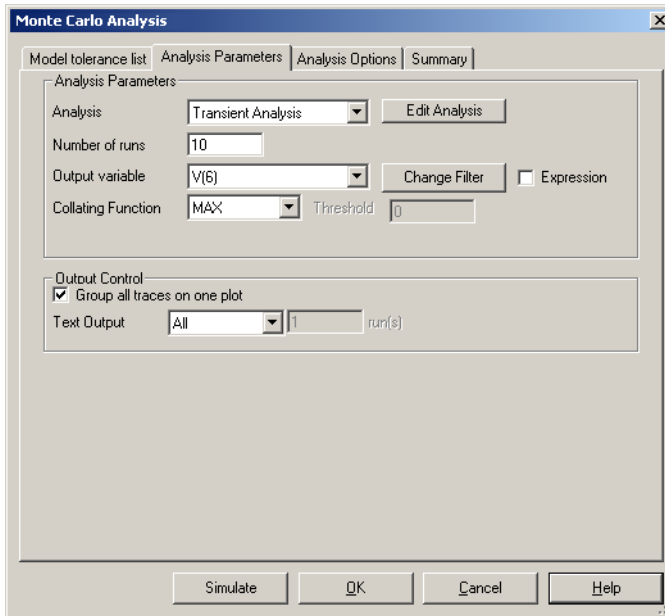 Monte Carlo Analysis
Model tolerance list Analysis Parameters Analysis Options Summary
Analysis Parameters
Analysis Transient Analysis Edit Analysis
Number of runs 10
Output variable V(6) Change Filter Expression
Collating Function MAX Threshold 0
Output Control
Group all traces on one plot
Text Output All 1 run(s)
Simulate OK Cancel Help